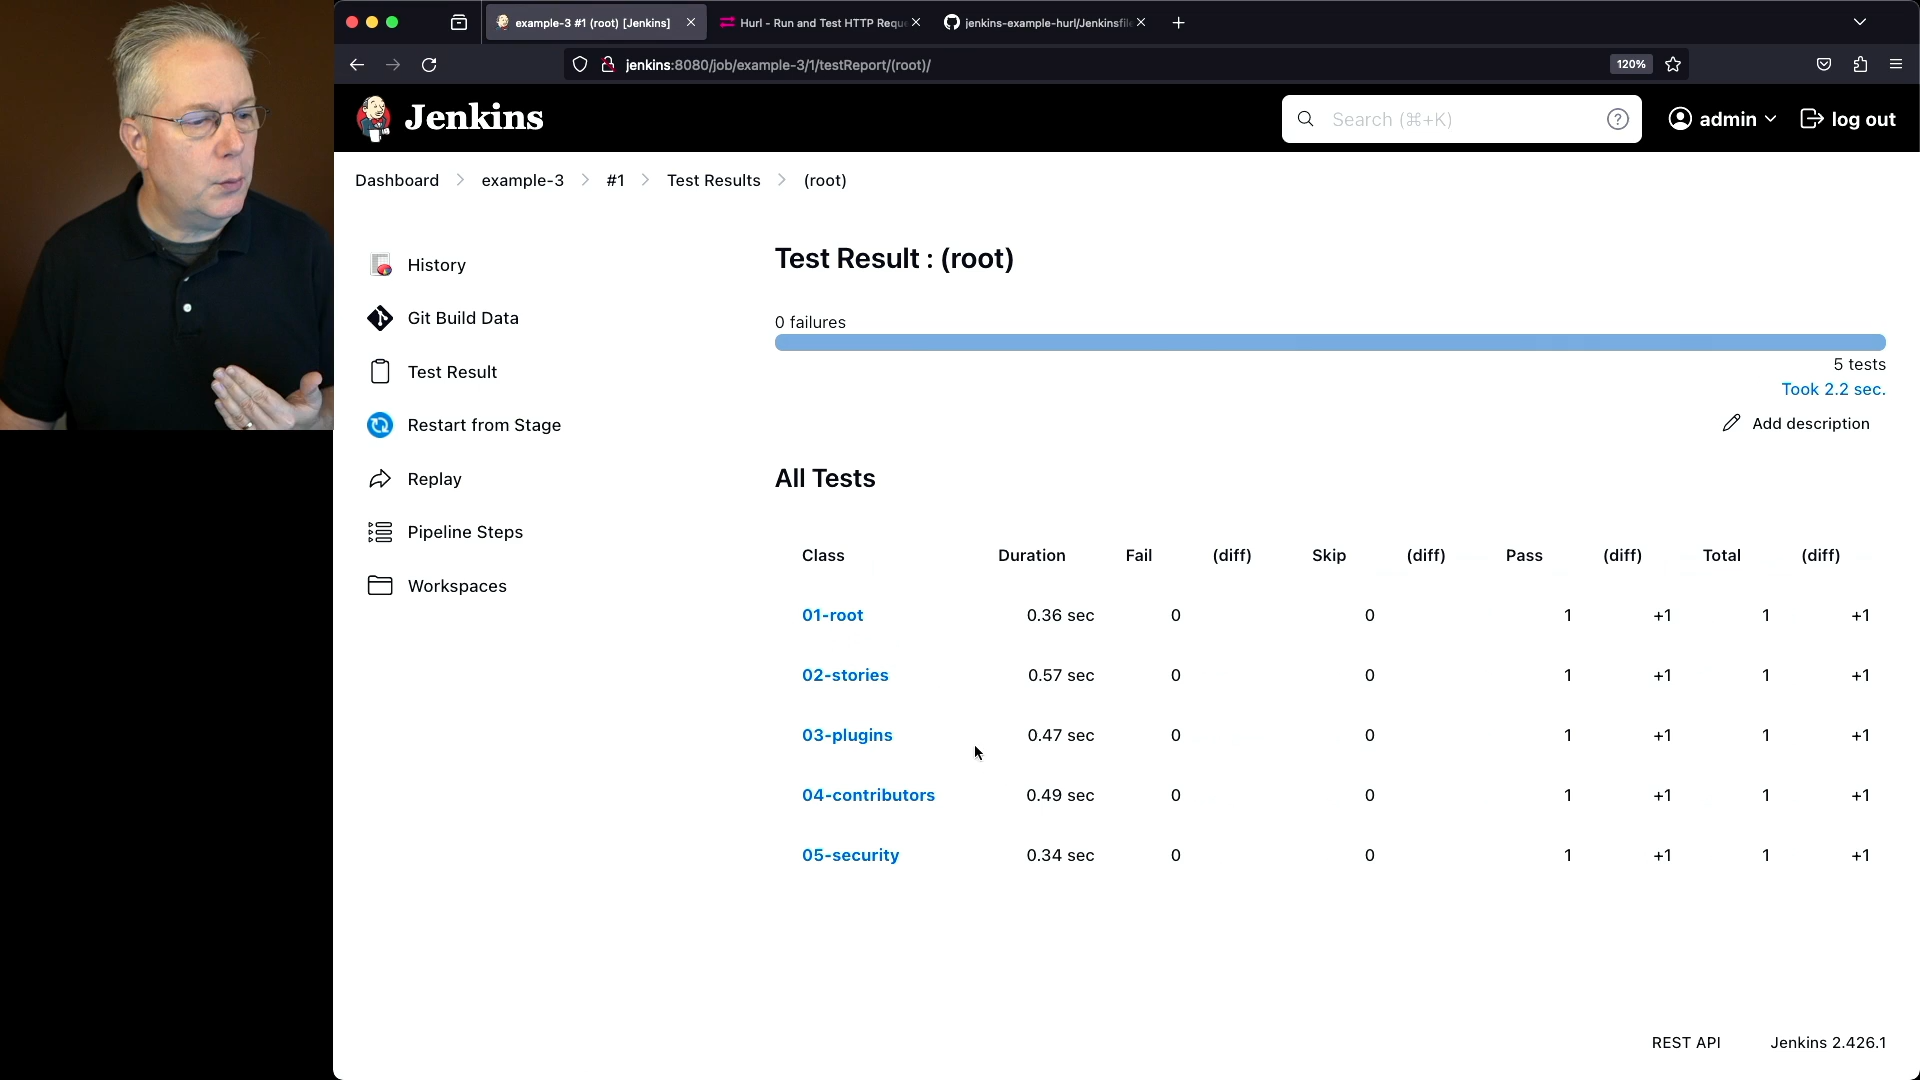 example-3 #1 (root) [Jenkins]
Hurl - Run and Test HTTP Reque
jenkins-example-hurl/Jenkinsfil
jenkins:8080/job/example-3/1/testReport/(root)/
120%
Jenkins
Search (⌘+K)
?
admin
log out
Dashboard > example-3 > #1 > Test Results > (root)
History
Git Build Data
Test Result
Restart from Stage
Replay
Pipeline Steps
Workspaces
Test Result : (root)
0 failures
5 tests
Took 2.2 sec.
Add description
All Tests
Class Duration Fail (diff) Skip (diff) Pass (diff) Total (diff)
01-root 0.36 sec 0 0 1 +1 1 +1
02-stories 0.57 sec 0 0 1 +1 1 +1
03-plugins 0.47 sec 0 0 1 +1 1 +1
04-contributors 0.49 sec 0 0 1 +1 1 +1
05-security 0.34 sec 0 0 1 +1 1 +1
REST API Jenkins 2.426.1